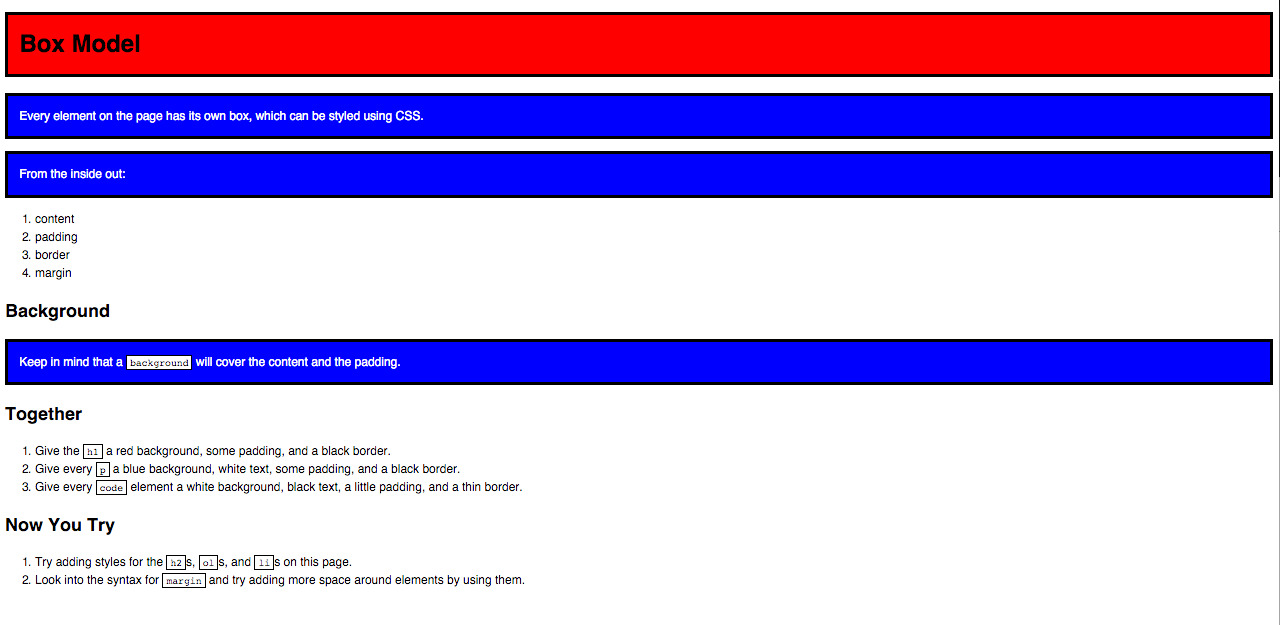 Box Model
Every element on the page has its own box, which can be styled using CSS.
From the inside out:
1. content
2. padding
3. border
4. margin
Background
Keep in mind that a background will cover the content and the padding.
Together
1. Give the h1 a red background, some padding, and a black border.
2. Give every p a blue background, white text, some padding, and a black border.
3. Give every code element a white background, black text, a little padding, and a thin border.
Now You Try
1. Try adding styles for the h2s, ols, and lis on this page.
2. Look into the syntax for margin and try adding more space around elements by using them.